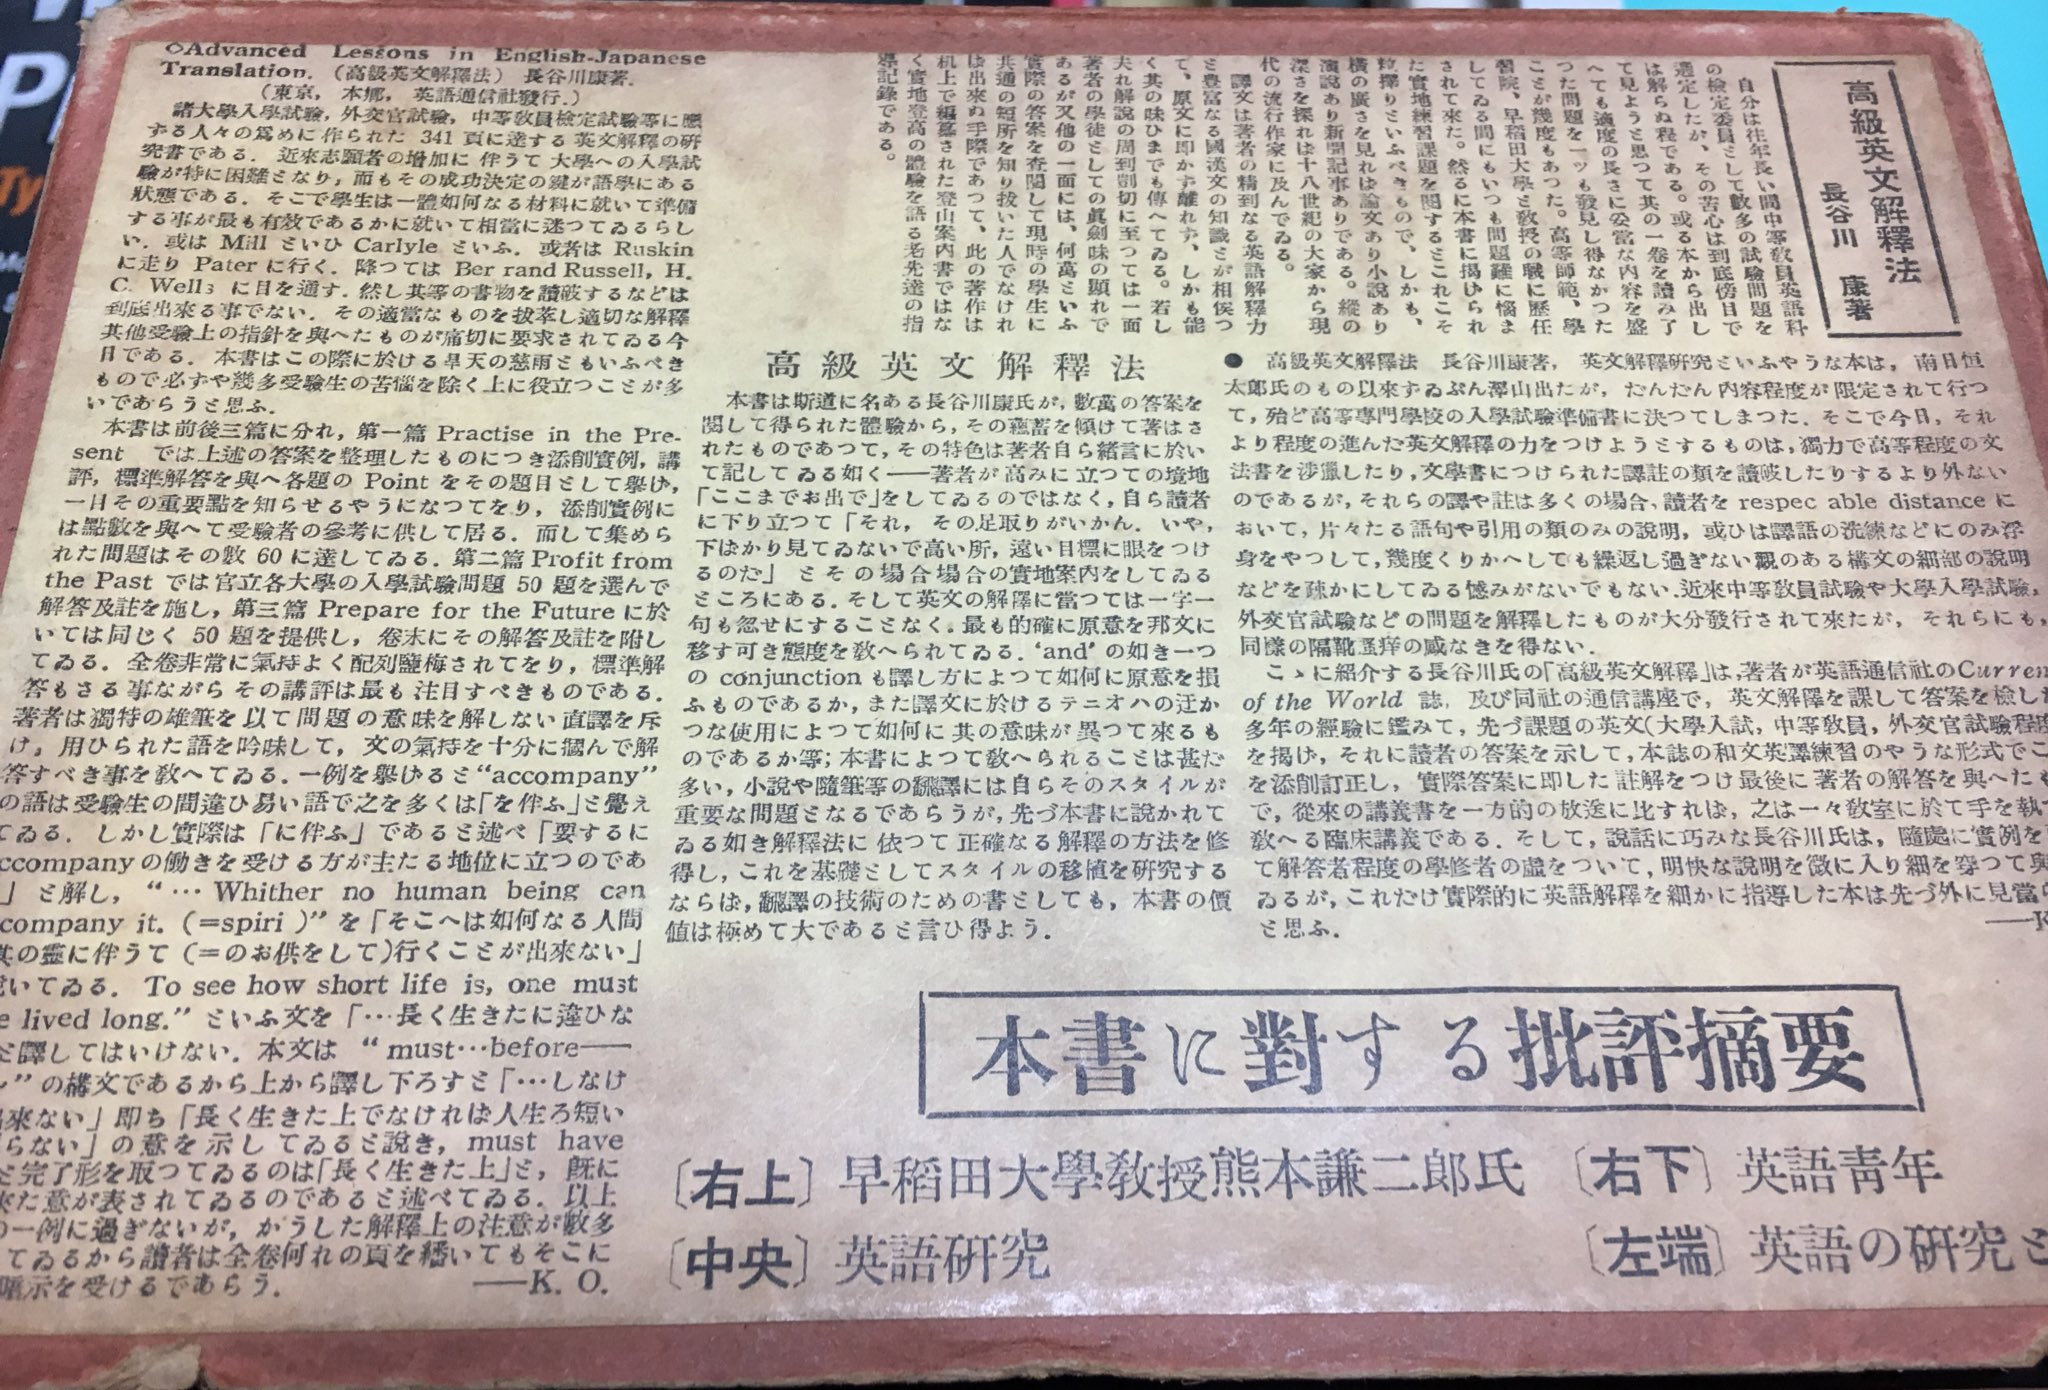 ◇Advanced Lessons in English-Japanese
Translation. (高級英文解釋法) 長谷川康著.
(東京, 本鄕, 英語通信社發行.)
諸大學入學試驗, 外交官試驗, 中等敎員檢定試驗等に應
ずる人々の爲めに作られた 341 頁に達する英文解釋の硏
究書である. 近來志願者の增加に伴うて大學への入學試
驗が特に困難となり, 而もその成功決定の鍵が語學にある
狀態である. そこで學生は一體如何なる材料に就いて準備
する事が最も有效であるかに就いて相當に迷つてゐるらし
い. 或は Mill といひ Carlyle といふ. 或者は Ruskin
に走り Pater に行く. 降つては Ber rand Russell, H.
C. Wells に目を通す. 然し其等の書物を讀破するなどは
到底出來る事でない. その適當なものを拔萃し適切な解釋
其他受驗上の指針を與へたものが痛切に要求されてゐる今
日である. 本書はこの際に於ける旱天の慈雨ともいふべき
もので必ずや幾多受驗生の苦惱を除く上に役立つことが多
いであらうと思ふ.
本書は前後三篇に分れ, 第一篇 Practise in the Pre-
sent では上述の答案を整理したものにつき添削實例, 講
評, 標準解答を與へ各題の Point をその題目として擧げ,
一目その重要點を知らせるやうになつてをり, 添削實例に
は點數を與へて受驗者の參考に供して居る. 而して集めら
れた問題はその數 60 に達してゐる. 第二篇 Profit from
the Past では官立各大學の入學試驗問題 50 題を選んで
解答及註を施し, 第三篇 Prepare for the Future に於
いては同じく 50 題を提供し, 卷末にその解答及註を附し
てゐる. 全卷非常に氣持よく配列鹽梅されてをり, 標準解
答もさる事ながらその講評は最も注目すべきものである.
著者は獨特の雄筆を以て問題の意味を解しない直譯を斥
け, 用ひられた語を吟味して, 文の氣持を十分に摑んで解
答すべき事を敎へてゐる. 一例を擧げると“accompany”
の語は受驗生の間違ひ易い語で之を多くは「を伴ふ」と覺え
てゐる. しかし實際は「に伴ふ」であると述べ「要するに
ccompany の働きを受ける方が主たる地位に立つのであ
」と解し, “… Whither no human being can
company it. (=spiri )” を「そこへは如何なる人間
其の靈に伴うて (=のお供をして)行くことが出來ない」
いてゐる. To see how short life is, one must
e lived long.” といふ文を「…長く生きたに違ひな
と譯してはいけない. 本文は “must…before——
” の構文であるから上から譯し下ろすと「…しなけ
來ない」卽ち「長く生きた上でなければ人生ろ短い
らない」の意を示してゐると說き, must have
と完了形を取つてゐるのは「長く生きた上」と, 旣に
來た意が表されてゐるのであると述べてゐる. 以上
の一例に過ぎないが, かうした解釋上の注意が數多
てゐるから讀者は全卷何れの頁を繙いてもそこに
暗示を受けるであらう. ——K. O.
高級英文解釋法
長谷川 康著
自分は往年長い間中等敎員英語科
の檢定委員として數多の試驗問題を
選定したが、その苦心は到底傍目で
は解らぬ程である。或る本から出し
て見ようと思つて其の一卷を讀み了
へても適度の長さに妥當な内容を盛
つた問題を一ッも發見し得なかつた
ことが幾度もあつた。高等師範、學
習院、早稻田大學と敎授の職に歷任
してゐる間にもいつも問題難に惱ま
されて來た。然るに本書に揭げられ
た實地練習課題を閱するとこれこそ
粒擇りといふべきもので、しかも、
橫の廣さを見れば論文あり小說あり
演說あり新聞記事ありである。縱の
深さを探れば十八世紀の大家から現
代の流行作家に及んでゐる。
譯文は著者の精到なる英語解釋力
と豐富なる國漢文の知識とが相俟つ
て、原文に卽かず離れず、しかも能
く其の味ひまでも傳へてゐる。若し
夫れ解說の周到剴切に至つては一面
著者の學徒としての眞劍味の顯れで
あるが又他の一面には、何萬といふ
實際の答案を査閱して現時の學生に
共通の短所を知り拔いた人でなけれ
ば出來ぬ手際であつて、此の著作は
机上で編纂された登山案内書ではな
く實地登高の體驗を語る老先達の指
導記錄である。
高級英文解釋法
本書は斯道に名ある長谷川康氏が, 數萬の答案を
閱して得られた體驗から, その蘊蓄を傾けて著はさ
れたものであつて, その特色は著者自ら緖言に於い
て記してゐる如く——著者が高みに立つての境地
「ここまでお出で」をしてゐるのではなく, 自ら讀者
に下り立つて「それ, その足取りがいかん. いや,
下ばかり見てゐないで高い所, 遠い目標に眼をつけ
るのだ」とその場合場合の實地案内をしてゐる
ところにある. そして英文の解釋に當つては一字一
句も忽せにすることなく. 最も的確に原意を邦文に
移す可き態度を敎へられてゐる. ‘and’ の如き一つ
の conjunction も譯し方によつて如何に原意を損
ふものであるか, また譯文に於けるテニオハの迂か
つな使用によつて如何に其の意味が異つて來るも
のであるか等; 本書によつて敎へられることは甚だ
多い, 小說や隨筆等の飜譯には自らそのスタイルが
重要な問題となるであらうが, 先づ本書に說かれて
ゐる如き解釋法に依つて正確なる解釋の方法を修
得し, これを基礎としてスタイルの移植を硏究する
ならば, 飜譯の技術のための書としても, 本書の價
値は極めて大であると言ひ得よう.
● 高級英文解釋法 長谷川康著, 英文解釋硏究といふやうな本は, 南日恒
太郞氏のもの以來ずゐぶん澤山出たが, だんだん內容程度が限定されて行つ
て, 殆ど高等專門學校の入學試驗準備書に決つてしまつた. そこで今日, それ
より程度の進んだ英文解釋の力をつけようとするものは, 獨力で高等程度の文
法書を涉獵したり, 文學書につけられた譯註の類を讀破したりするより外ない
のであるが, それらの譯や註は多くの場合、讀者を respec able distance に
おいて, 片々たる語句や引用の類のみの說明, 或ひは譯語の洗練などにのみ浮
身をやつして, 幾度くりかへしても繰返し過ぎない觀のある構文の細部の說明
などを疎かにしてゐる憾みがないでもない. 近來中等敎員試驗や大學入學試驗,
外交官試驗などの問題を解釋したものが大分發行されて來たが, それらにも,
同樣の隔靴搔痒の感なきを得ない.
こゝに紹介する長谷川氏の「高級英文解釋」は, 著者が英語通信社の Curren
of the World 誌, 及び同社の通信講座で, 英文解釋を課して答案を檢した
多年の經驗に鑑みて, 先づ課題の英文(大學入試, 中等敎員, 外交官試驗程度
を揭げ, それに讀者の答案を示して, 本誌の和文英譯練習のやうな形式でこ
を添削訂正し, 實際答案に卽した註解をつけ最後に著者の解答を與へたも
で, 從來の講義書を一方的の放送に比すれば, 之は一々敎室に於て手を執つ
敎へる臨床講義である. そして, 說話に巧みな長谷川氏は, 隨處に實例を
て解答者程度の學修者の虛をついて, 明快な說明を微に入り細を穿つて與
ゐるが, これだけ實際的に英語解釋を細かに指導した本は先づ外に見當ら
と思ふ. ——K
本書に對する批評摘要
〔右上〕早稻田大學敎授熊本謙二郞氏 〔右下〕英語靑年
〔中央〕英語硏究 〔左端〕英語の硏究と